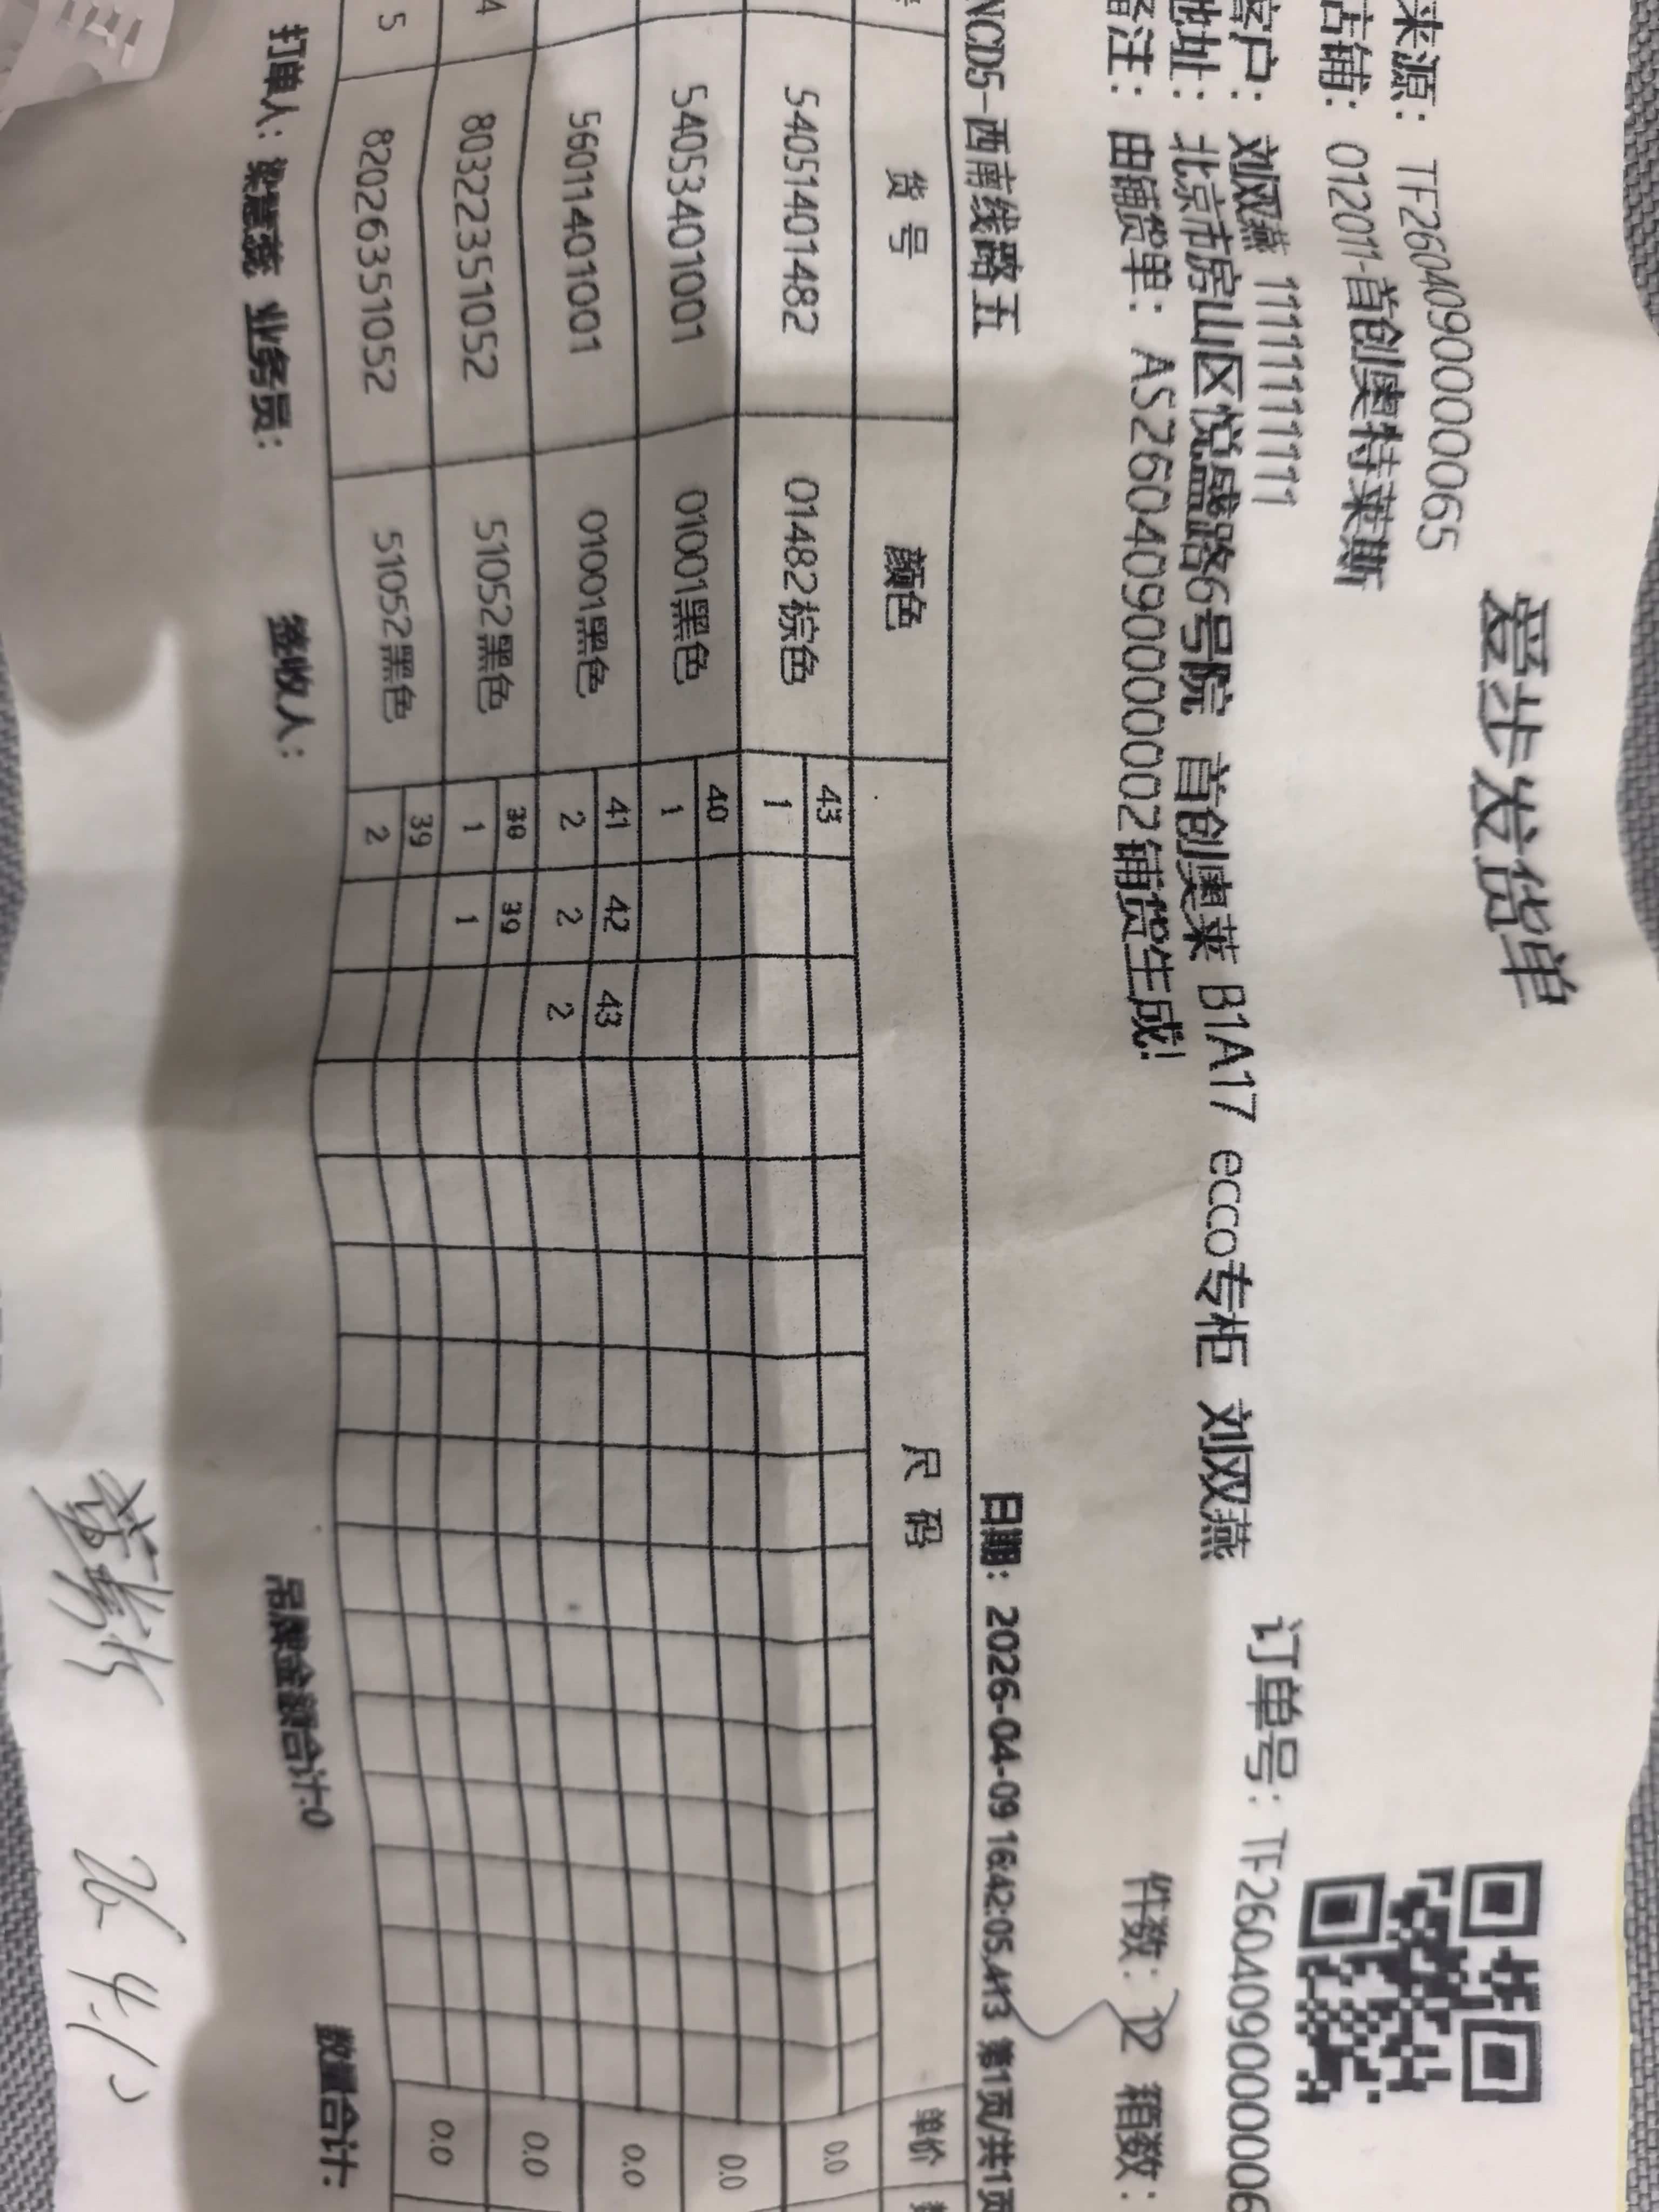 爱步发货单
来源：TF26040900000065
店铺：012011-首创奥特莱斯
订单号：TF2604090000006
客户：刘双燕 11111111111
地址：北京市房山区悦盛路6号院 首创奥莱 B1A17 ecco专柜 刘双燕
备注：由铺货单：AS26040900000002铺货生成!
件数：12 箱数：
NCD5-西南线路五
日期：2026-04-09 16:42:05.413 第1页/共1页
货号 颜色 尺码 单价
54051401482 01482棕色 43 0.0
1
54053401001 01001黑色 40 0.0
1
56011401001 01001黑色 41 42 43 0.0
2 2 2
4 80322351052 51052黑色 38 39 0.0
1 1
5 82026351052 51052黑色 39 0.0
2
打单人： 业务员： 签收人： 吊牌金额合计:0 数量合计:
26 4.10